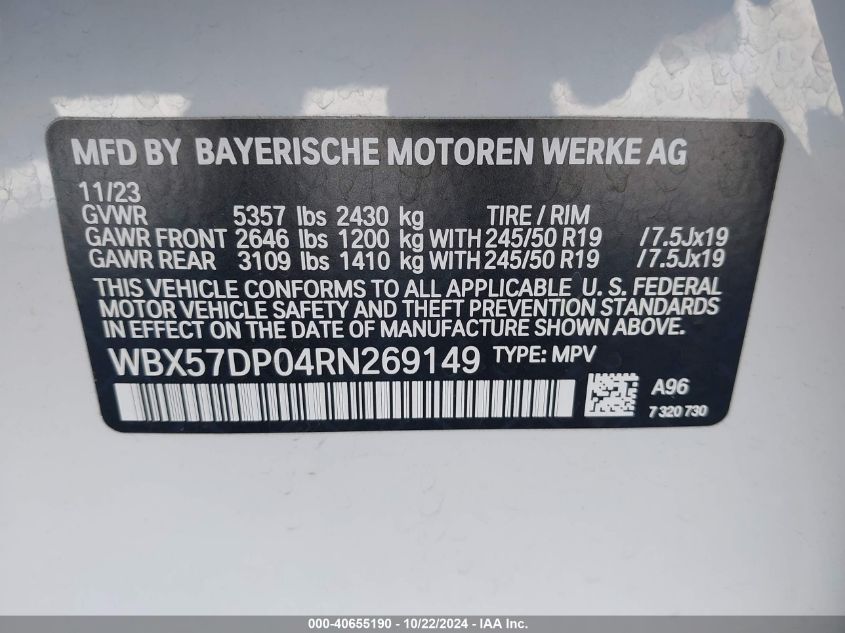 MFD BY BAYERISCHE MOTOREN WERKE AG
11/23
GVWR 5357 lbs 2430 kg TIRE / RIM
GAWR FRONT 2646 lbs 1200 kg WITH 245/50 R19 /7.5Jx19
GAWR REAR 3109 lbs 1410 kg WITH 245/50 R19 /7.5Jx19
THIS VEHICLE CONFORMS TO ALL APPLICABLE U. S. FEDERAL
MOTOR VEHICLE SAFETY AND THEFT PREVENTION STANDARDS
IN EFFECT ON THE DATE OF MANUFACTURE SHOWN ABOVE.
WBX57DP04RN269149 TYPE: MPV
A96
7 320 730
000-40655190 - 10/22/2024 - © IAA, Inc.